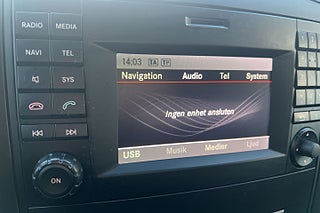 RADIO MEDIA
NAVI TEL
SYS
14:03 TA TP
Navigation Audio Tel System
Ingen enhet ansluten
USB Musik Medier Ljud
ON